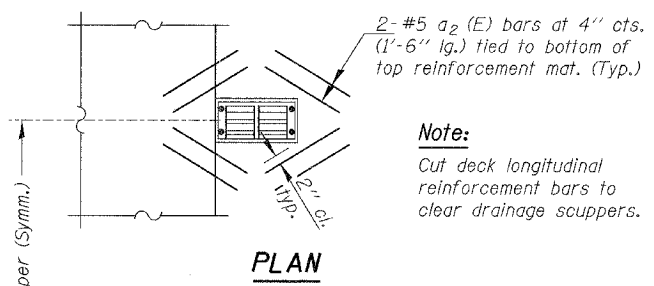 2- #5 a2 (E) bars at 4" cts.
(1'-6" lg.) tied to bottom of
top reinforcement mat. (Typ.)
Note:
Cut deck longitudinal
reinforcement bars to
clear drainage scuppers.
2" cl.
typ.
per (Symm.)
PLAN